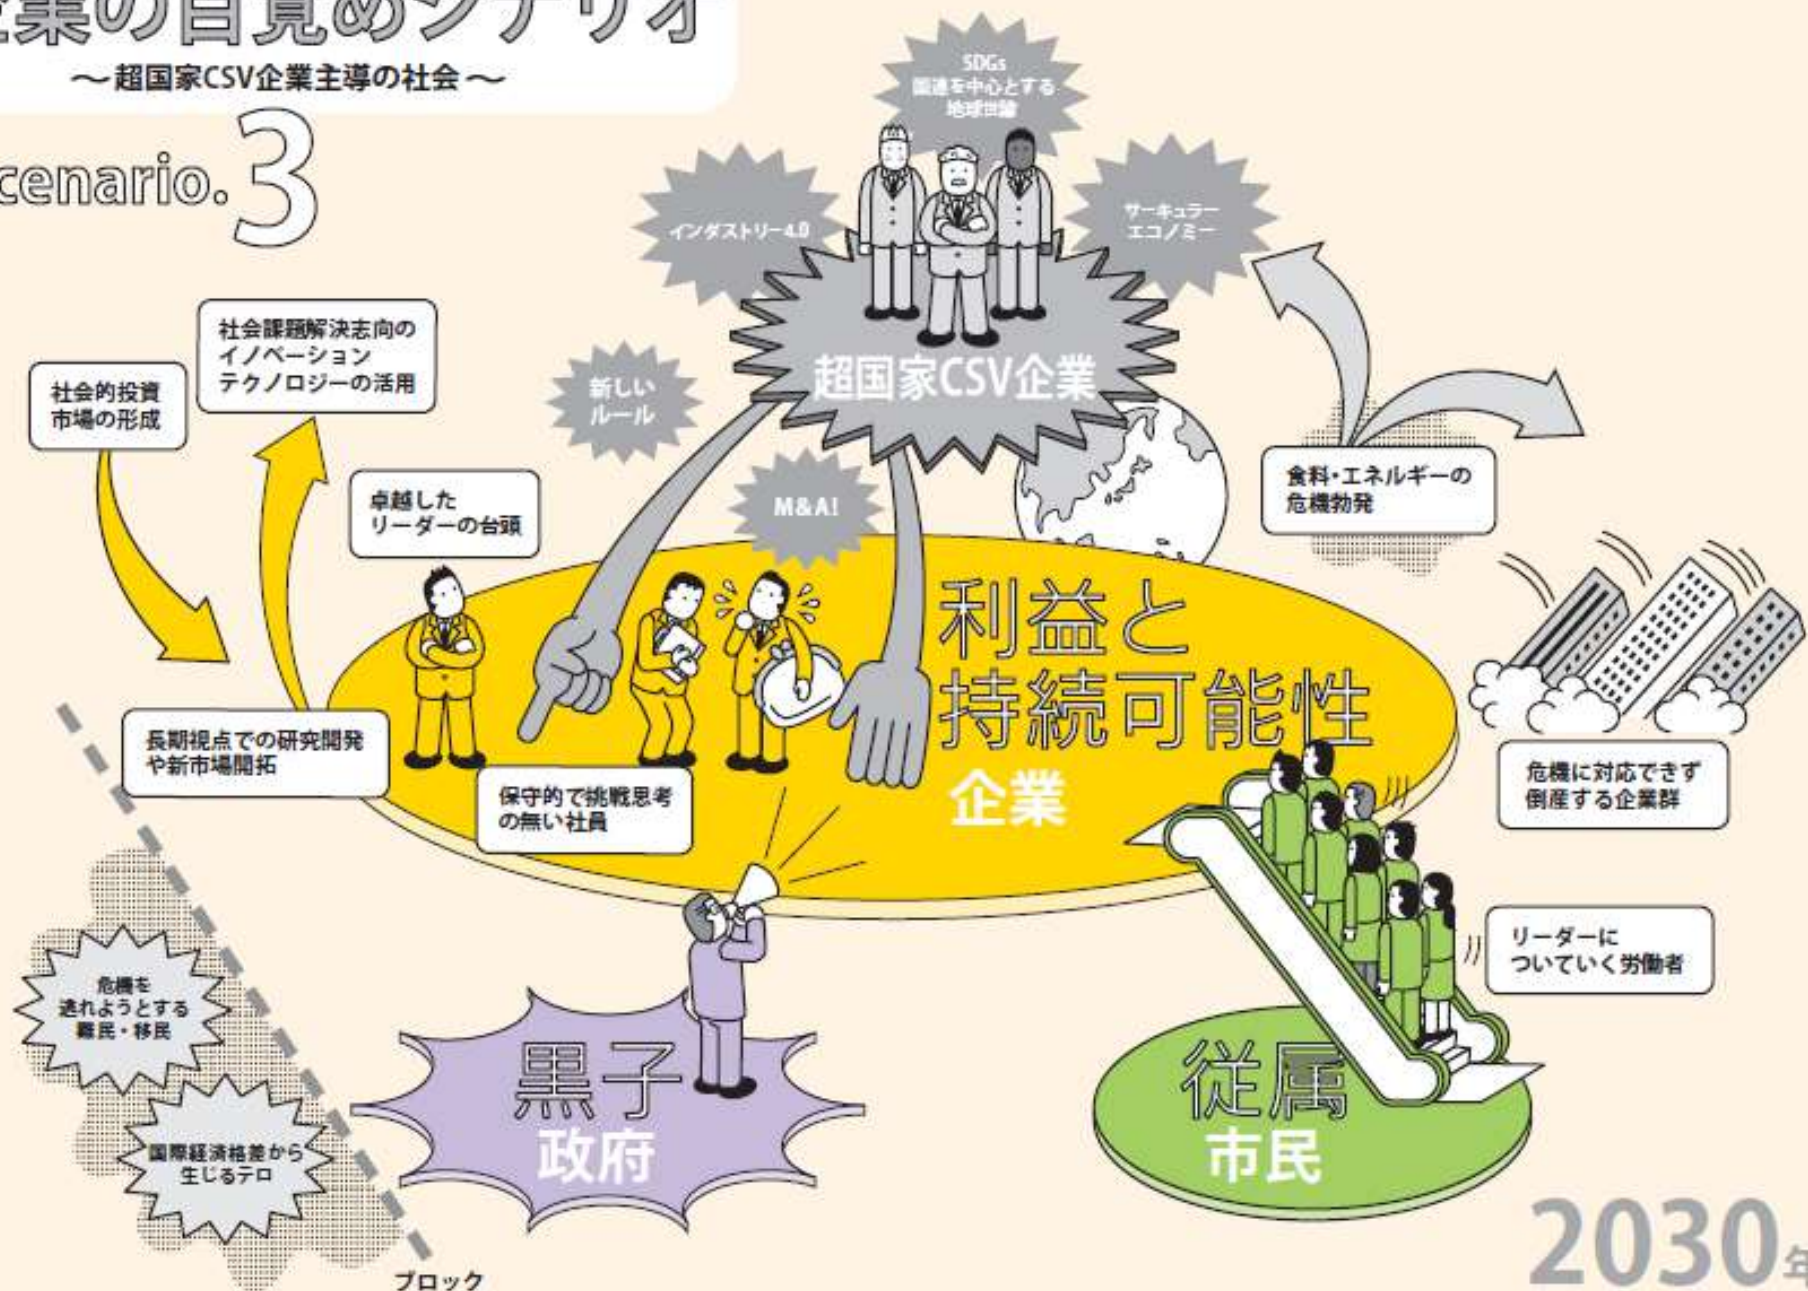 企業の目覚めシナリオ
～超国家CSV企業主導の社会～
cenario.3
SDGs
国連を中心とする
地球世論
インダストリー4.0
サーキュラー
エコノミー
超国家CSV企業
新しい
ルール
M&A!
社会課題解決志向の
イノベーション
テクノロジーの活用
社会的投資
市場の形成
卓越した
リーダーの台頭
食料・エネルギーの
危機勃発
利益と
持続可能性
企業
長期視点での研究開発
や新市場開拓
保守的で挑戦思考
の無い社員
危機に対応できず
倒産する企業群
リーダーに
ついていく労働者
危機を
逃れようとする
難民・移民
国際経済格差から
生じるテロ
ブロック
黒子
政府
従属
市民
2030年